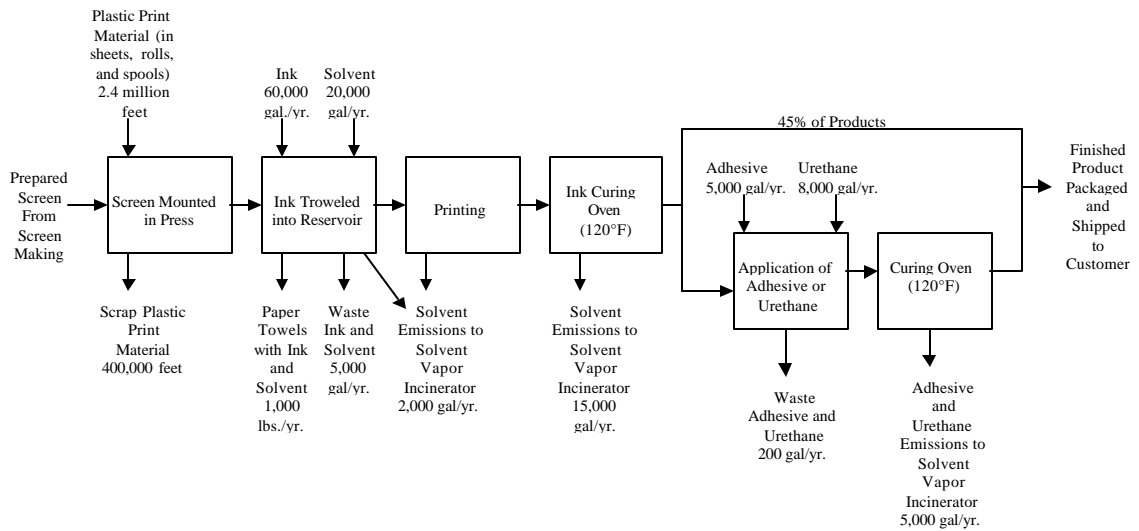 Plastic Print
Material (in
sheets, rolls,
and spools)
2.4 million
feet
Ink
60,000
gal./yr.
Solvent
20,000
gal/yr.
45% of Products
Adhesive
5,000 gal/yr.
Urethane
8,000 gal/yr.
Prepared
Screen
From
Screen
Making
Screen Mounted
in Press
Ink Troweled
into Reservoir
Printing
Ink Curing
Oven
(120°F)
Application of
Adhesive or
Urethane
Curing Oven
(120°F)
Finished
Product
Packaged
and
Shipped
to
Customer
Scrap Plastic
Print
Material
400,000 feet
Paper
Towels
with Ink
and
Solvent
1,000
lbs./yr.
Waste
Ink and
Solvent
5,000
gal/yr.
Solvent
Emissions to
Solvent
Vapor
Incinerator
2,000 gal/yr.
Solvent
Emissions to
Solvent
Vapor
Incinerator
15,000
gal/yr.
Waste
Adhesive and
Urethane
200 gal/yr.
Adhesive
and
Urethane
Emissions to
Solvent
Vapor
Incinerator
5,000 gal/yr.